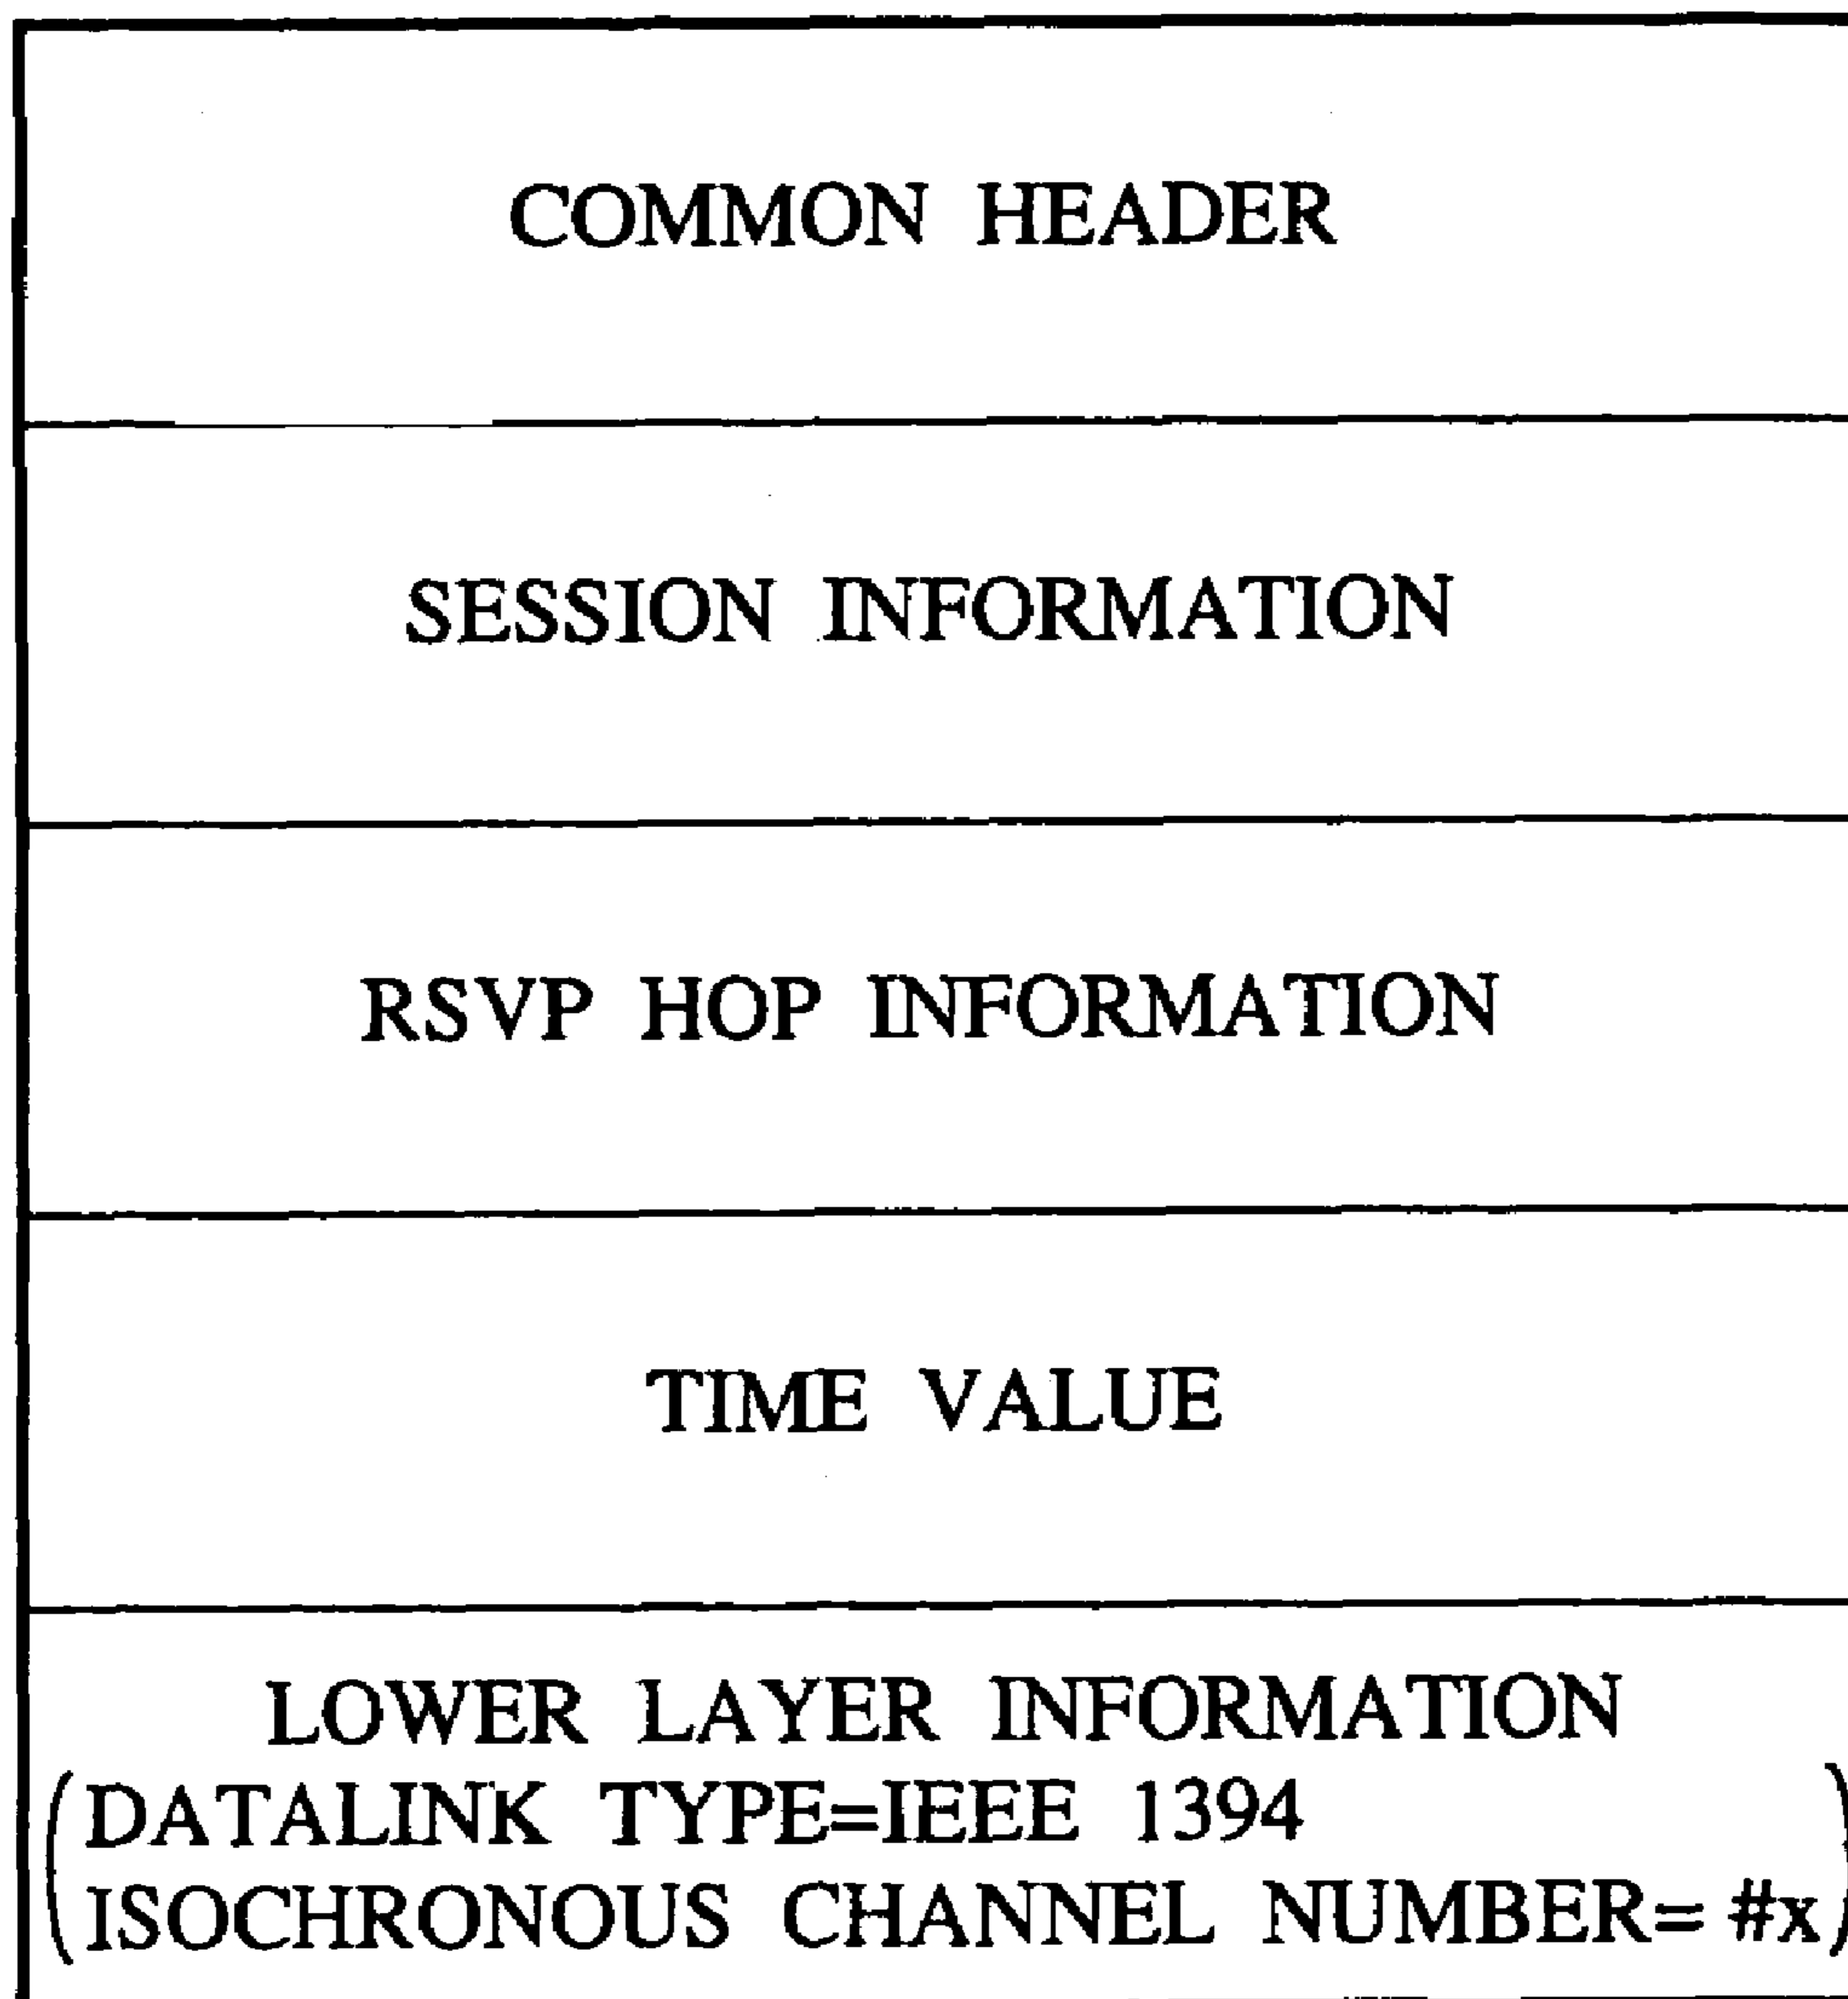 COMMON HEADER
SESSION INFORMATION
RSVP HOP INFORMATION
TIME VALUE
LOWER LAYER INFORMATION
(DATALINK TYPE=IEEE 1394
ISOCHRONOUS CHANNEL NUMBER=#x)